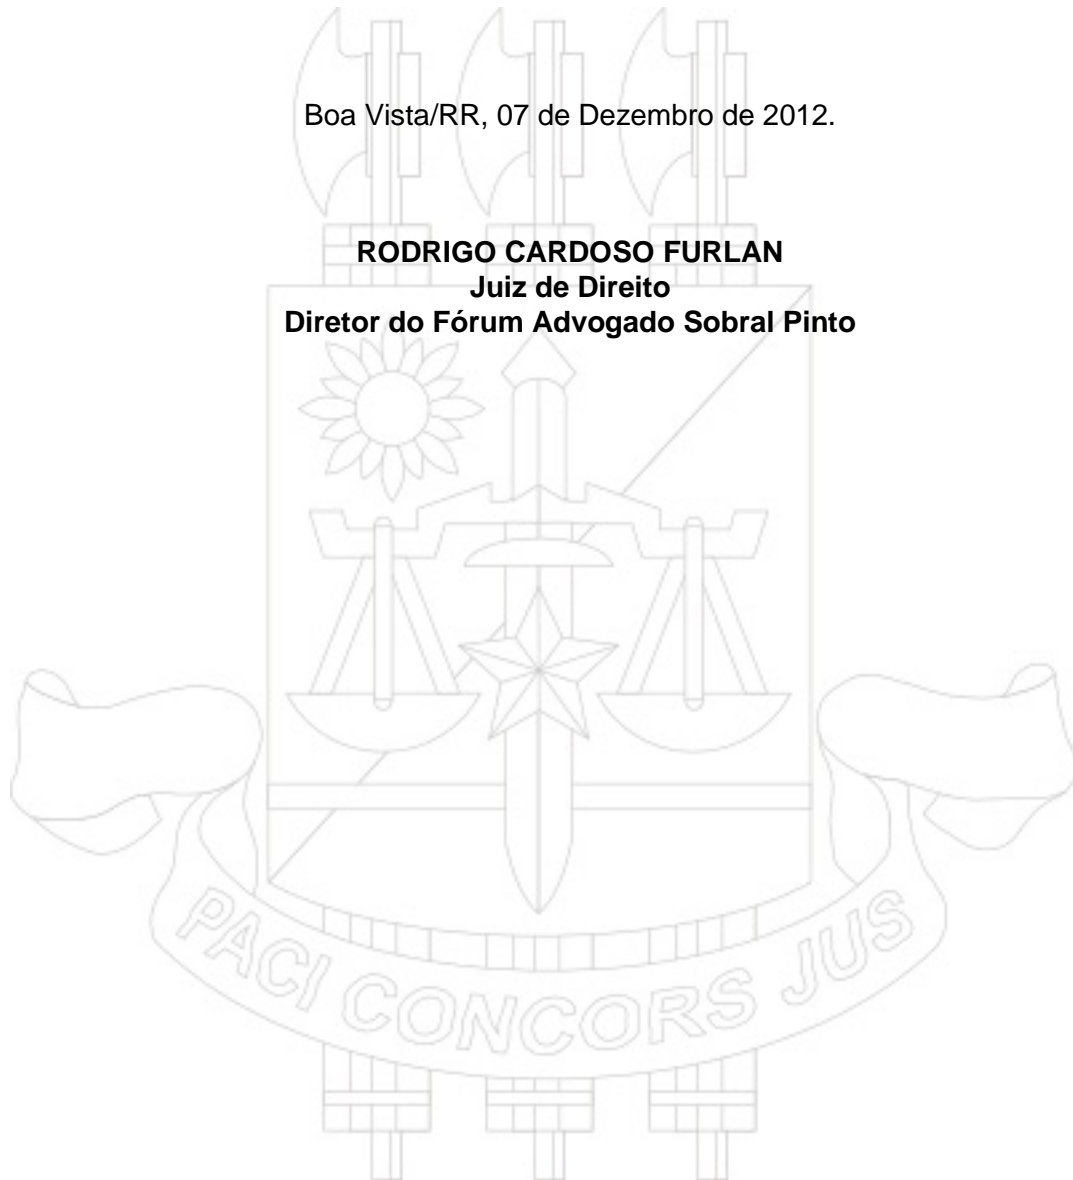 Boa Vista/RR, 07 de Dezembro de 2012.
RODRIGO CARDOSO FURLAN
Juiz de Direito
Diretor do Fórum Advogado Sobral Pinto
PACI CONCORS JUS